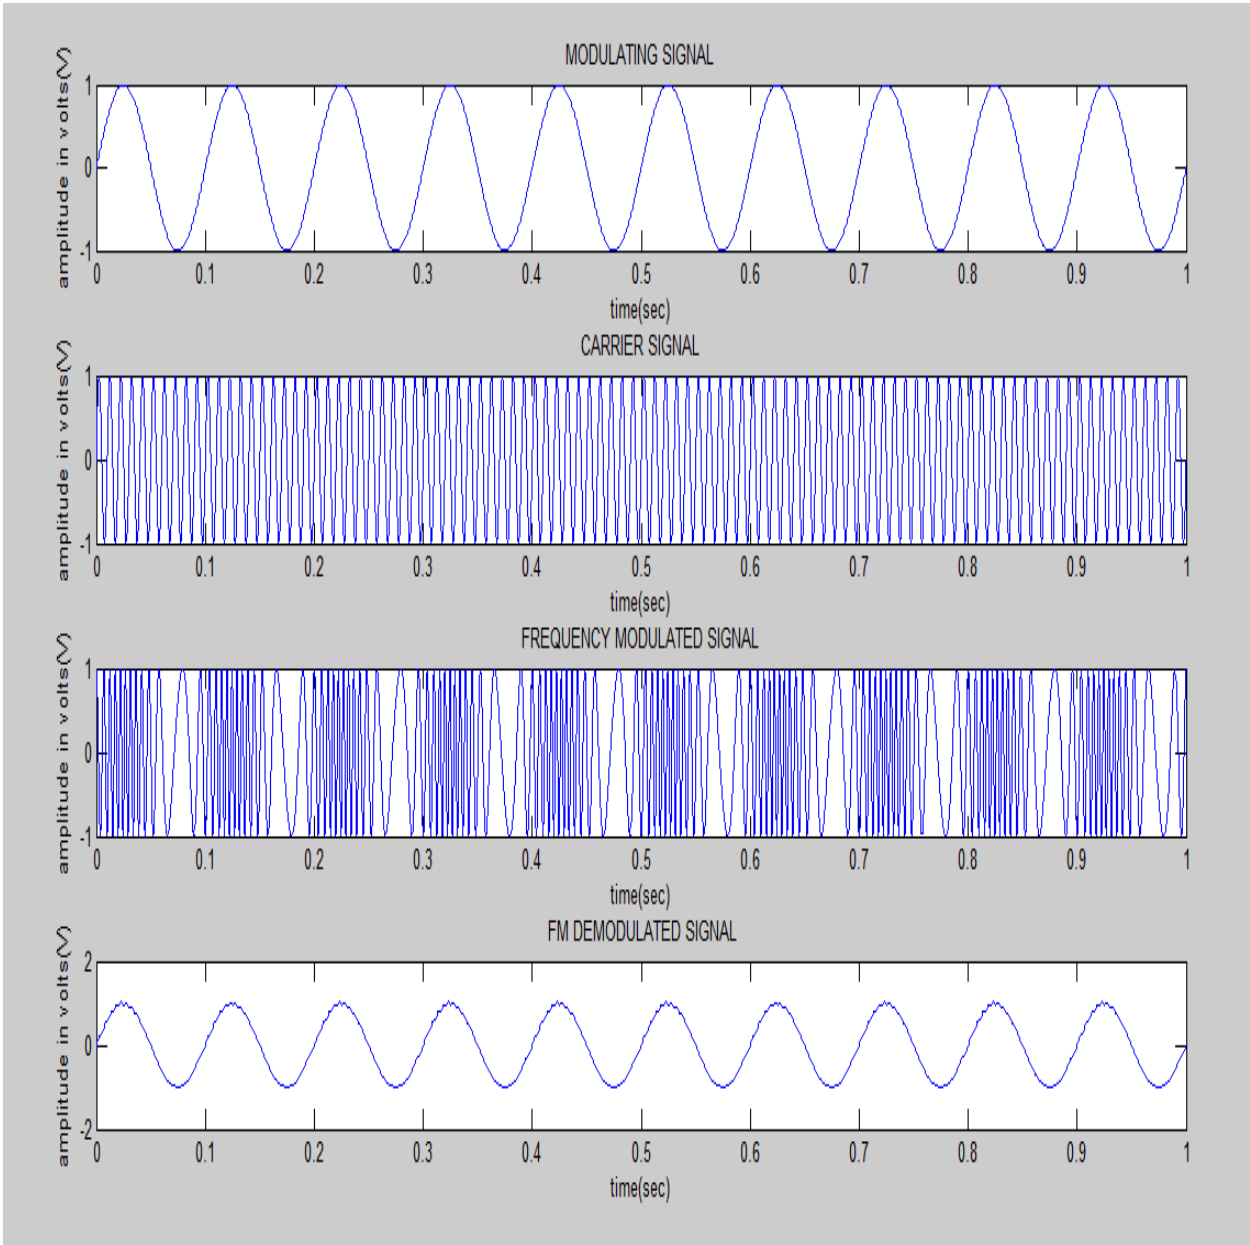 MODULATING SIGNAL
amplitude in volts(V)
1
0
-1
0 0.1 0.2 0.3 0.4 0.5 0.6 0.7 0.8 0.9 1
time(sec)
CARRIER SIGNAL
amplitude in volts(V)
1
0
-1
0 0.1 0.2 0.3 0.4 0.5 0.6 0.7 0.8 0.9 1
time(sec)
FREQUENCY MODULATED SIGNAL
amplitude in volts(V)
1
0
-1
0 0.1 0.2 0.3 0.4 0.5 0.6 0.7 0.8 0.9 1
time(sec)
FM DEMODULATED SIGNAL
amplitude in volts(V)
2
0
-2
0 0.1 0.2 0.3 0.4 0.5 0.6 0.7 0.8 0.9 1
time(sec)